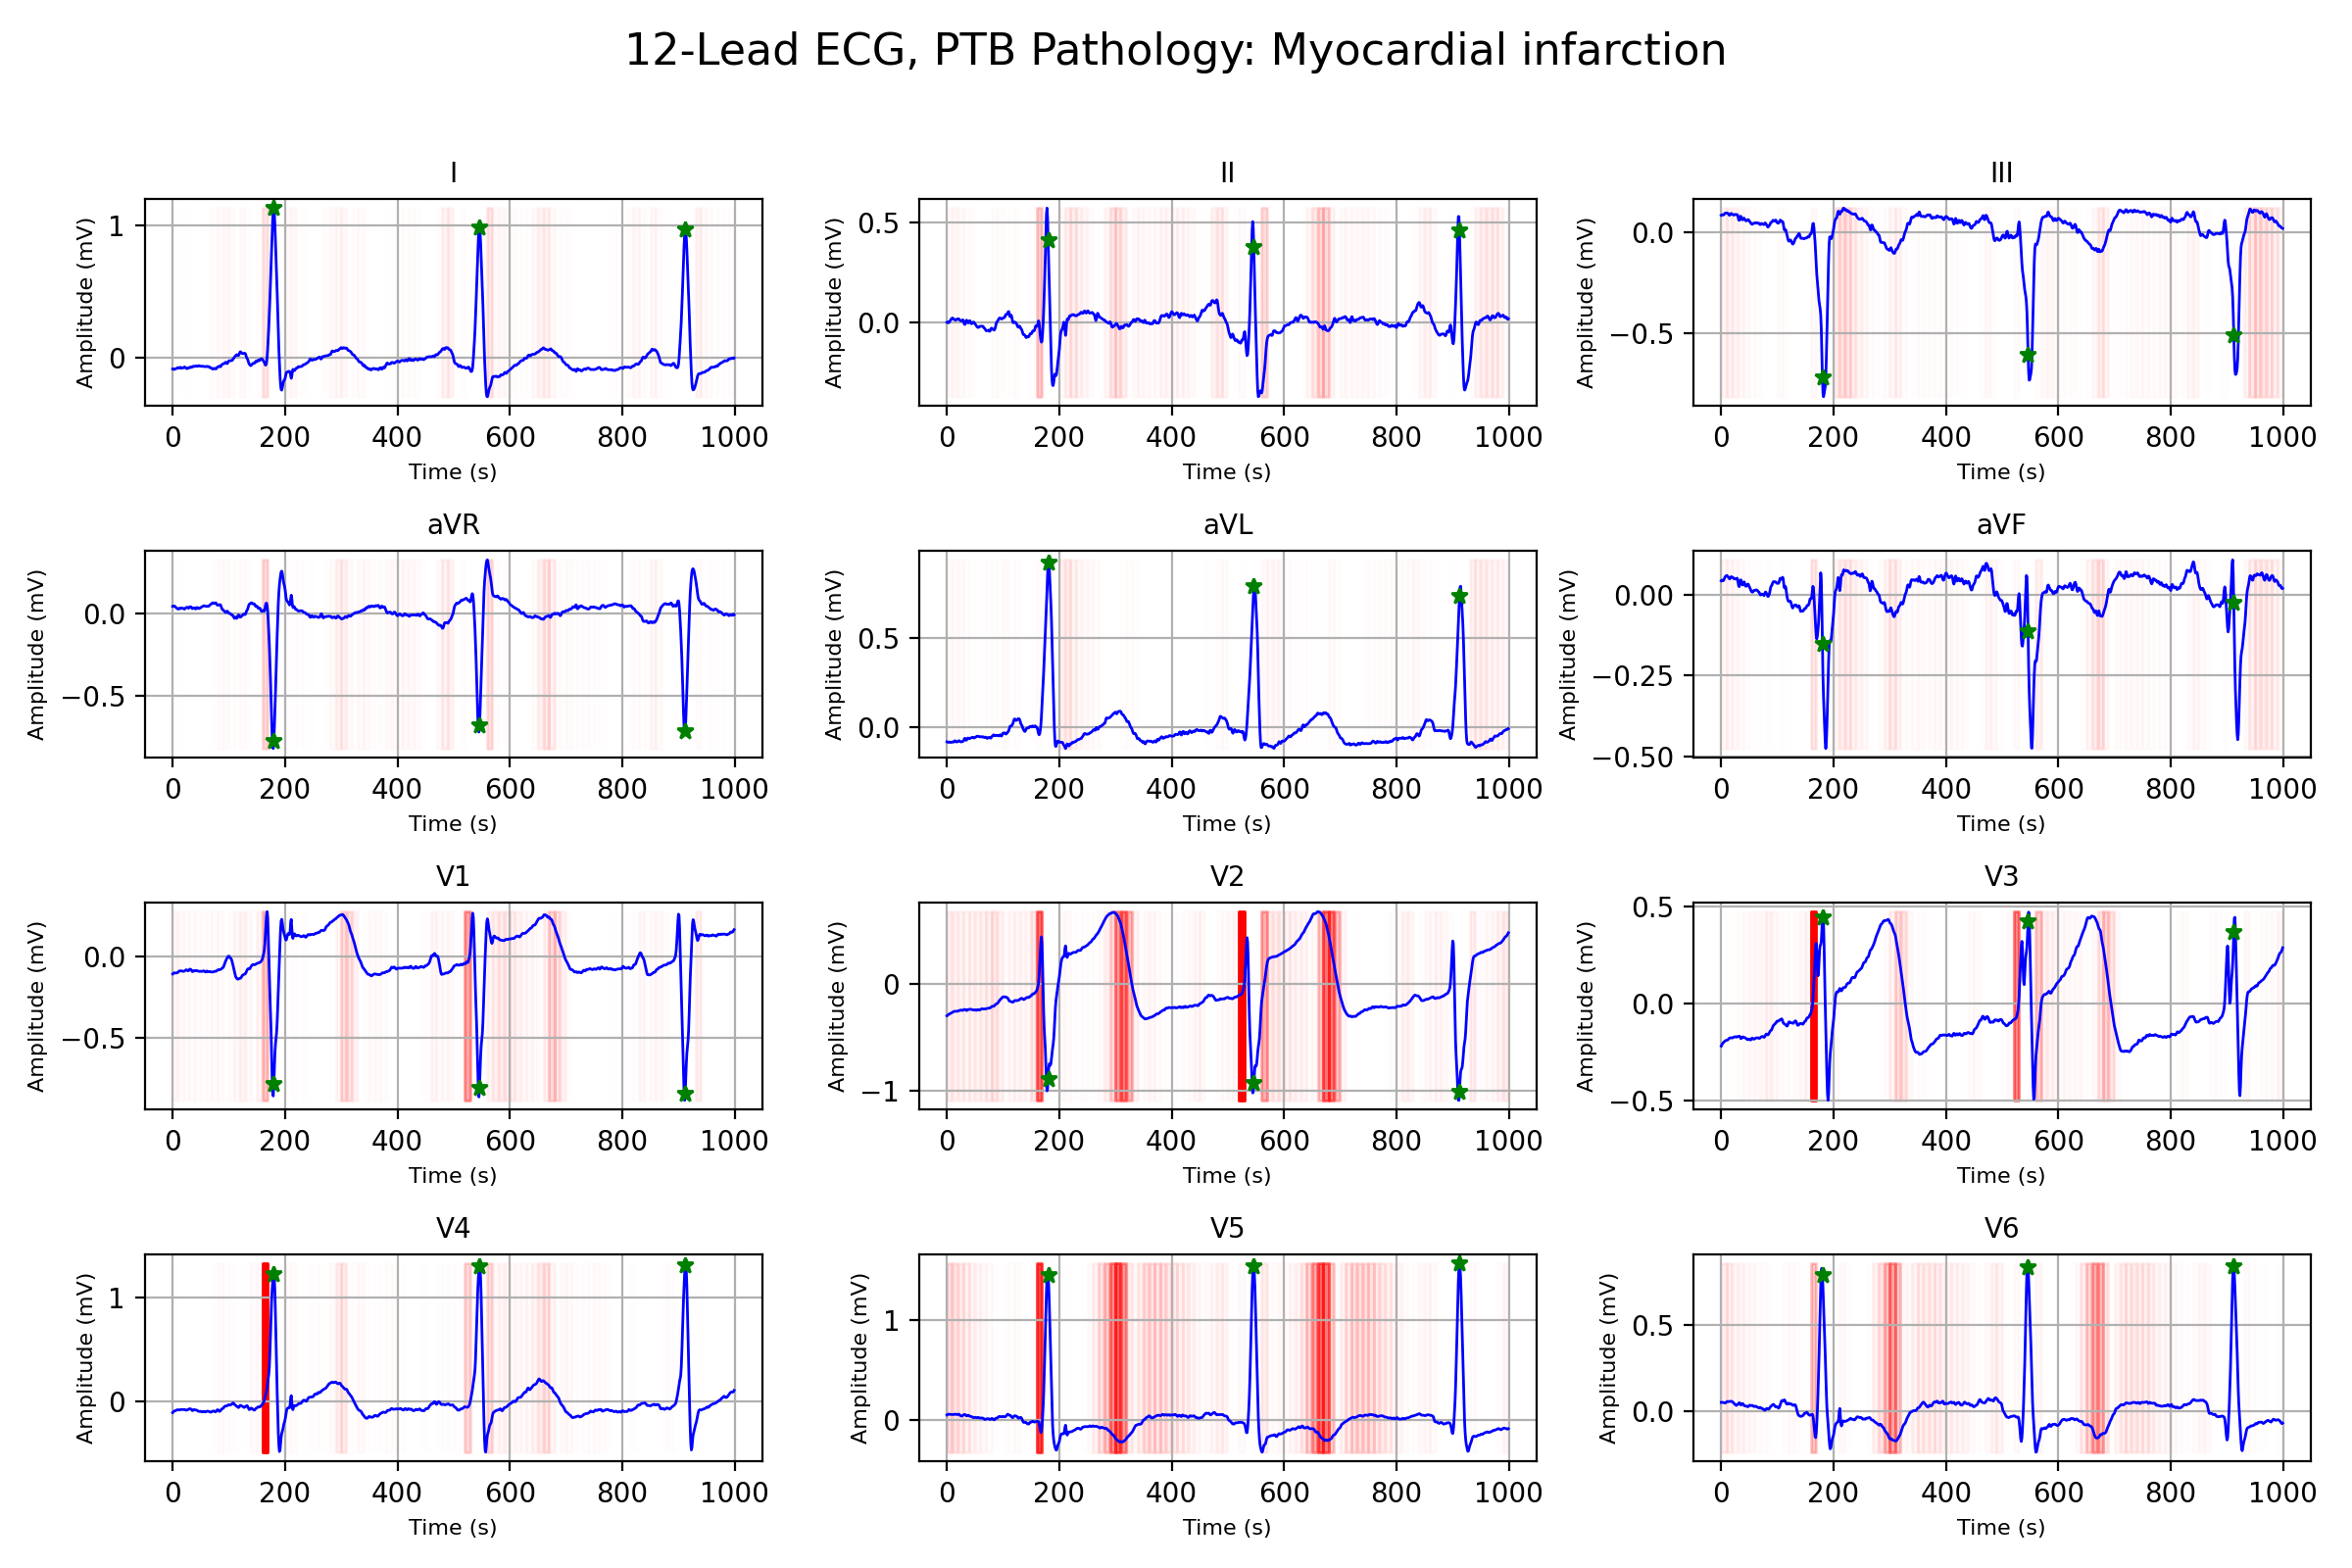 12-Lead ECG, PTB Pathology: Myocardial infarction
I
II
III
Amplitude (mV)
1
0
0 200 400 600 800 1000
Time (s)
Amplitude (mV)
0.5
0.0
0 200 400 600 800 1000
Time (s)
Amplitude (mV)
0.0
−0.5
0 200 400 600 800 1000
Time (s)
aVR
aVL
aVF
Amplitude (mV)
0.0
−0.5
0 200 400 600 800 1000
Time (s)
Amplitude (mV)
0.5
0.0
0 200 400 600 800 1000
Time (s)
Amplitude (mV)
0.00
−0.25
−0.50
0 200 400 600 800 1000
Time (s)
V1
V2
V3
Amplitude (mV)
0.0
−0.5
0 200 400 600 800 1000
Time (s)
Amplitude (mV)
0
−1
0 200 400 600 800 1000
Time (s)
Amplitude (mV)
0.5
0.0
−0.5
0 200 400 600 800 1000
Time (s)
V4
V5
V6
Amplitude (mV)
1
0
0 200 400 600 800 1000
Time (s)
Amplitude (mV)
1
0
0 200 400 600 800 1000
Time (s)
Amplitude (mV)
0.5
0.0
0 200 400 600 800 1000
Time (s)